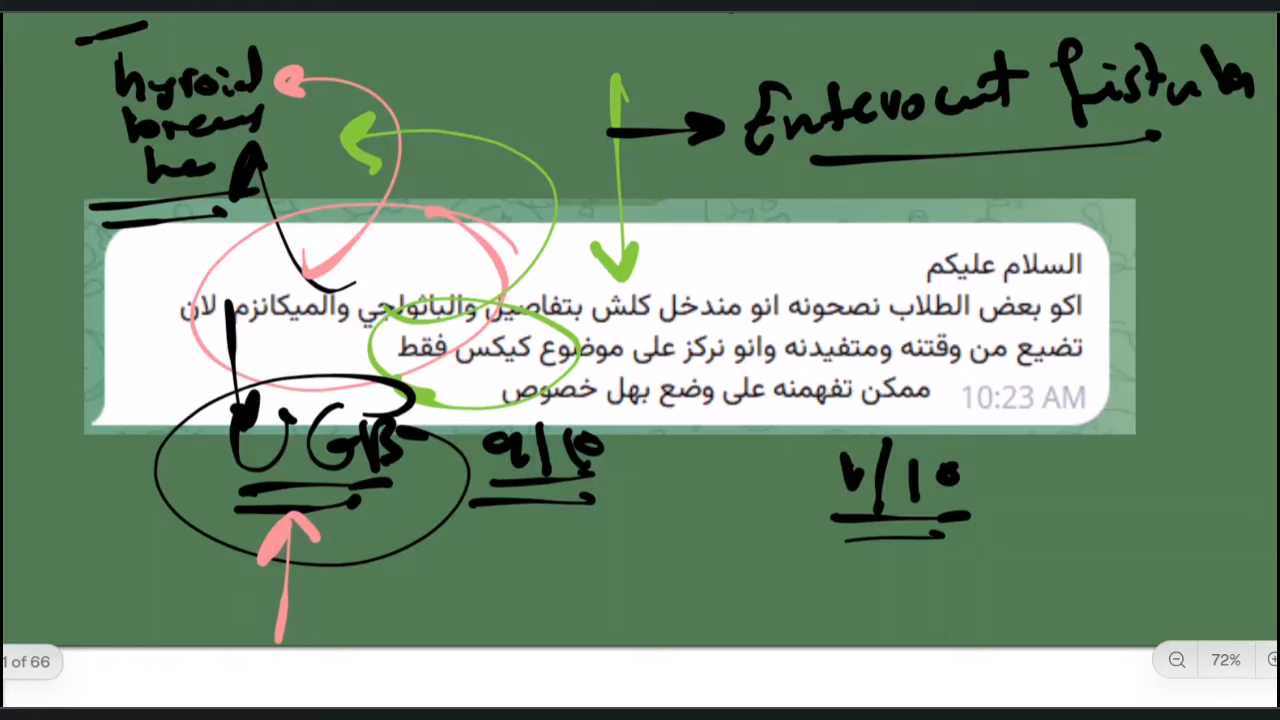 Thyroid
Enterocut fistula
السلام عليكم
اكو بعض الطلاب نصحونه انو مندخل كلش بتفاصيل والباثولجي والميكانزم لان
تضيع من وقتنه ومتفيدنه وانو نركز على موضوع كيكس فقط
ممكن تفهمنه على وضع بهل خصوص
10:23 AM
UGB
9/10
1 of 66
72%